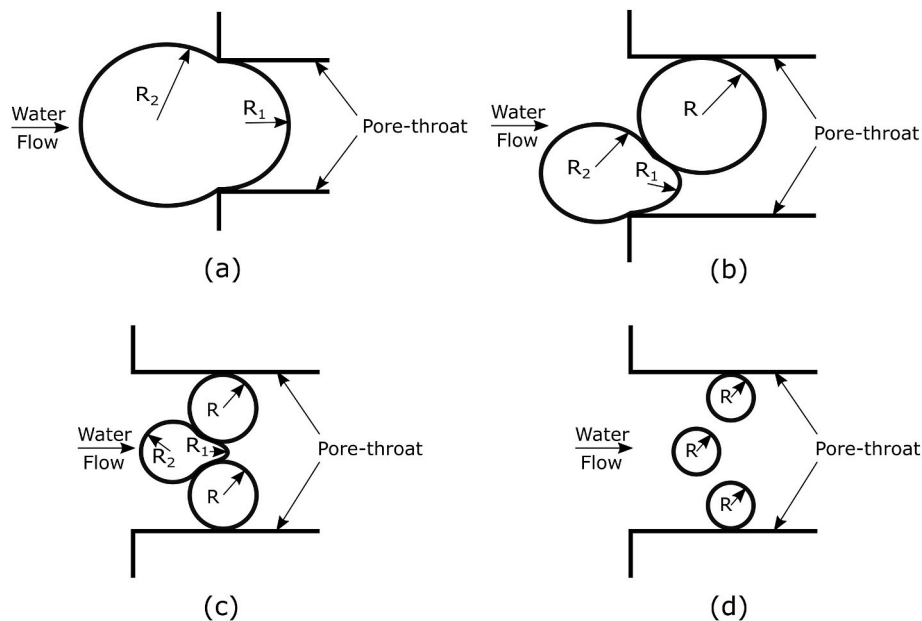 R2
R1
Water
Flow
Pore-throat
(a)
Water
Flow
R
R2
R1
Pore-throat
(b)
R
Water
Flow
R2
R1
R
Pore-throat
(c)
R
Water
Flow
R
R
Pore-throat
(d)